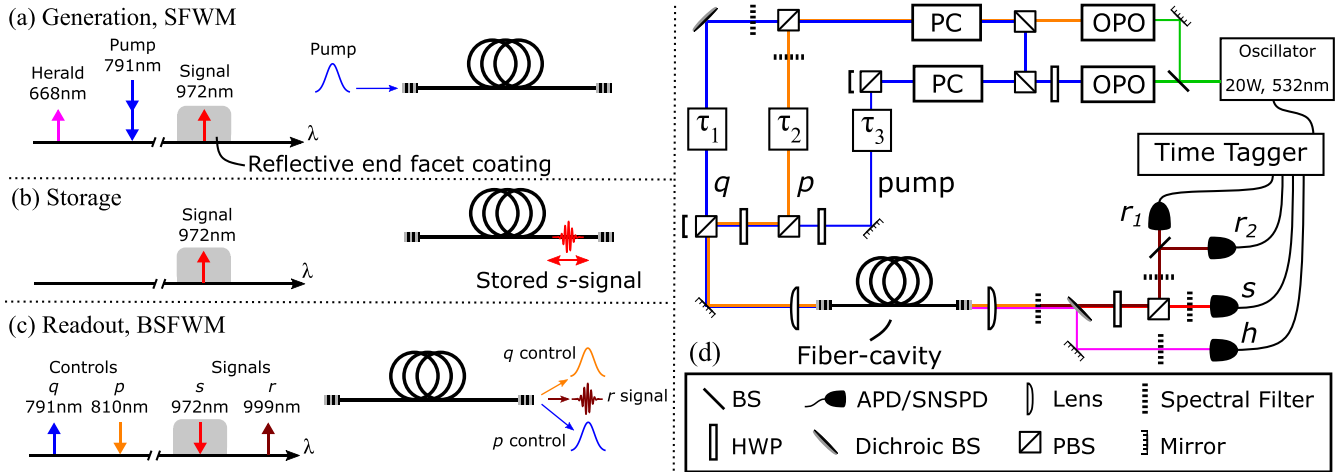 (a) Generation, SFWM
Pump
791nm
Herald
668nm
Signal
972nm
λ
Reflective end facet coating
Pump
(b) Storage
Signal
972nm
λ
Stored s-signal
(c) Readout, BSFWM
Controls
Signals
q
p
s
r
791nm
810nm
972nm
999nm
λ
q control
r signal
p control
PC
OPO
Oscillator
20W, 532nm
PC
OPO
τ1
τ2
τ3
Time Tagger
q
p
pump
r1
r2
s
h
Fiber-cavity
(d)
BS
APD/SNSPD
Lens
Spectral Filter
HWP
Dichroic BS
PBS
Mirror